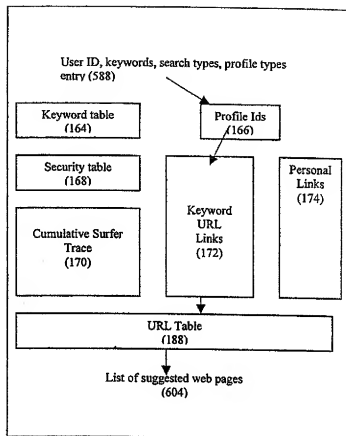 User ID, keywords, search types, profile types
entry (588)
Keyword table
(164)
Profile Ids
(166)
Security table
(168)
Keyword
URL
Links
(172)
Personal
Links
(174)
Cumulative Surfer
Trace
(170)
URL Table
(188)
List of suggested web pages
(604)